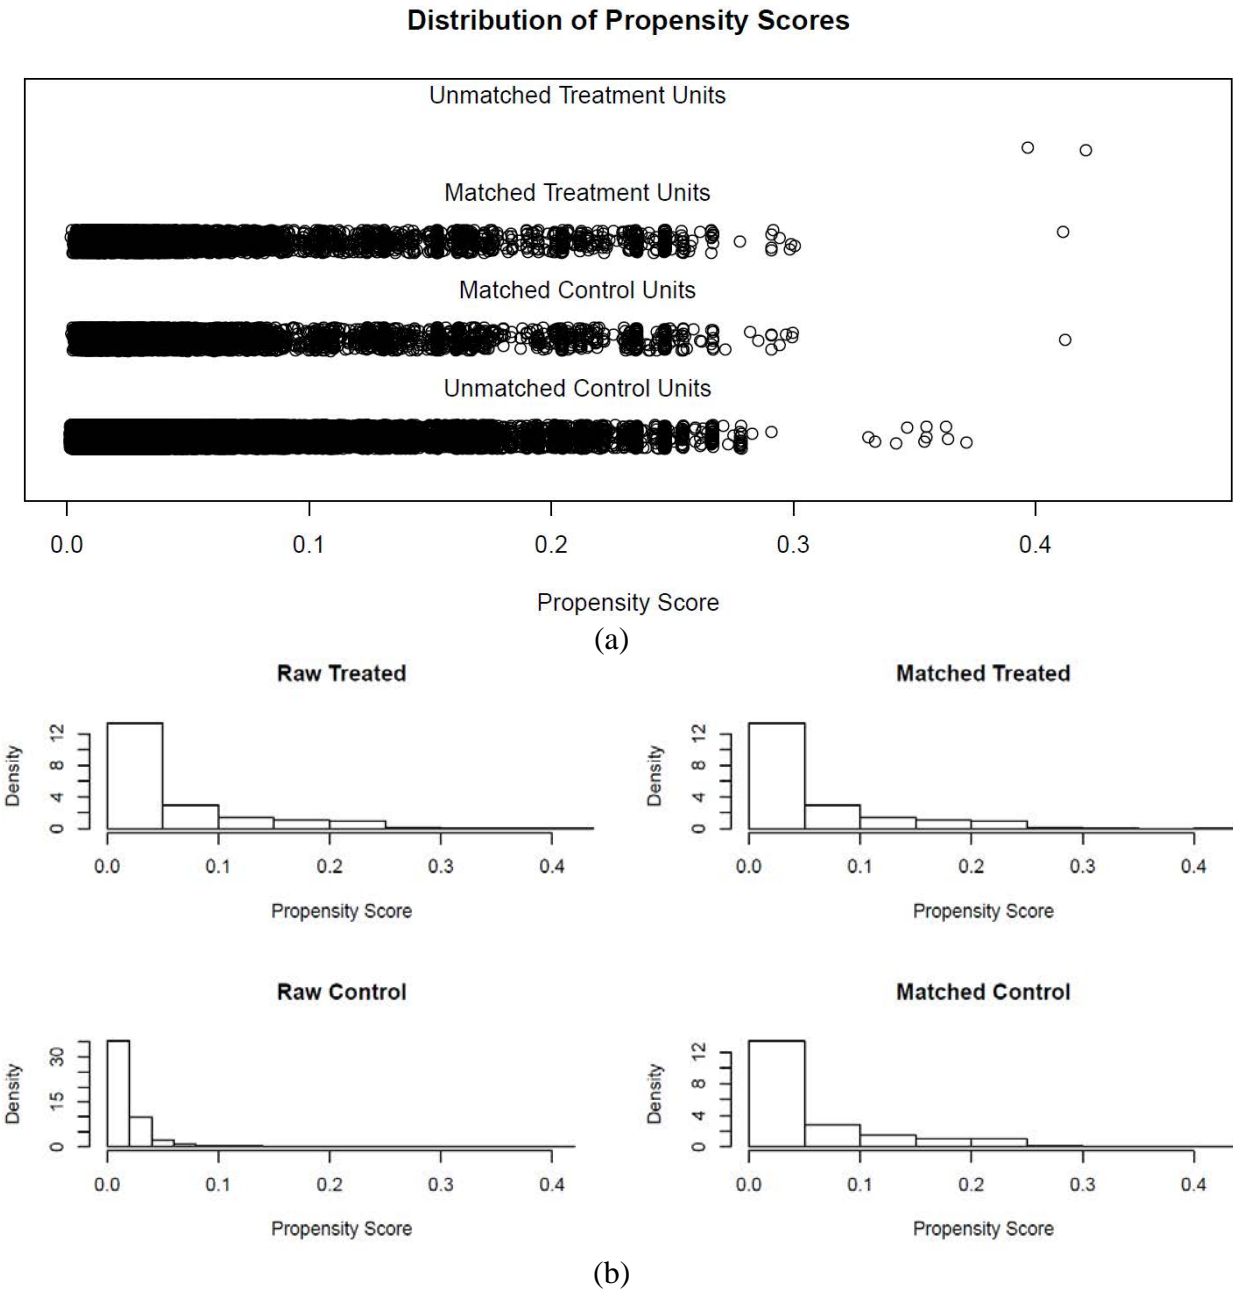 Distribution of Propensity Scores
Unmatched Treatment Units
Matched Treatment Units
Matched Control Units
Unmatched Control Units
0.0 0.1 0.2 0.3 0.4
Propensity Score
(a)
Raw Treated
Density
12
8
4
0
0.0 0.1 0.2 0.3 0.4
Propensity Score
Matched Treated
Density
12
8
4
0
0.0 0.1 0.2 0.3 0.4
Propensity Score
Raw Control
Density
30
15
0
0.0 0.1 0.2 0.3 0.4
Propensity Score
Matched Control
Density
12
8
4
0
0.0 0.1 0.2 0.3 0.4
Propensity Score
(b)